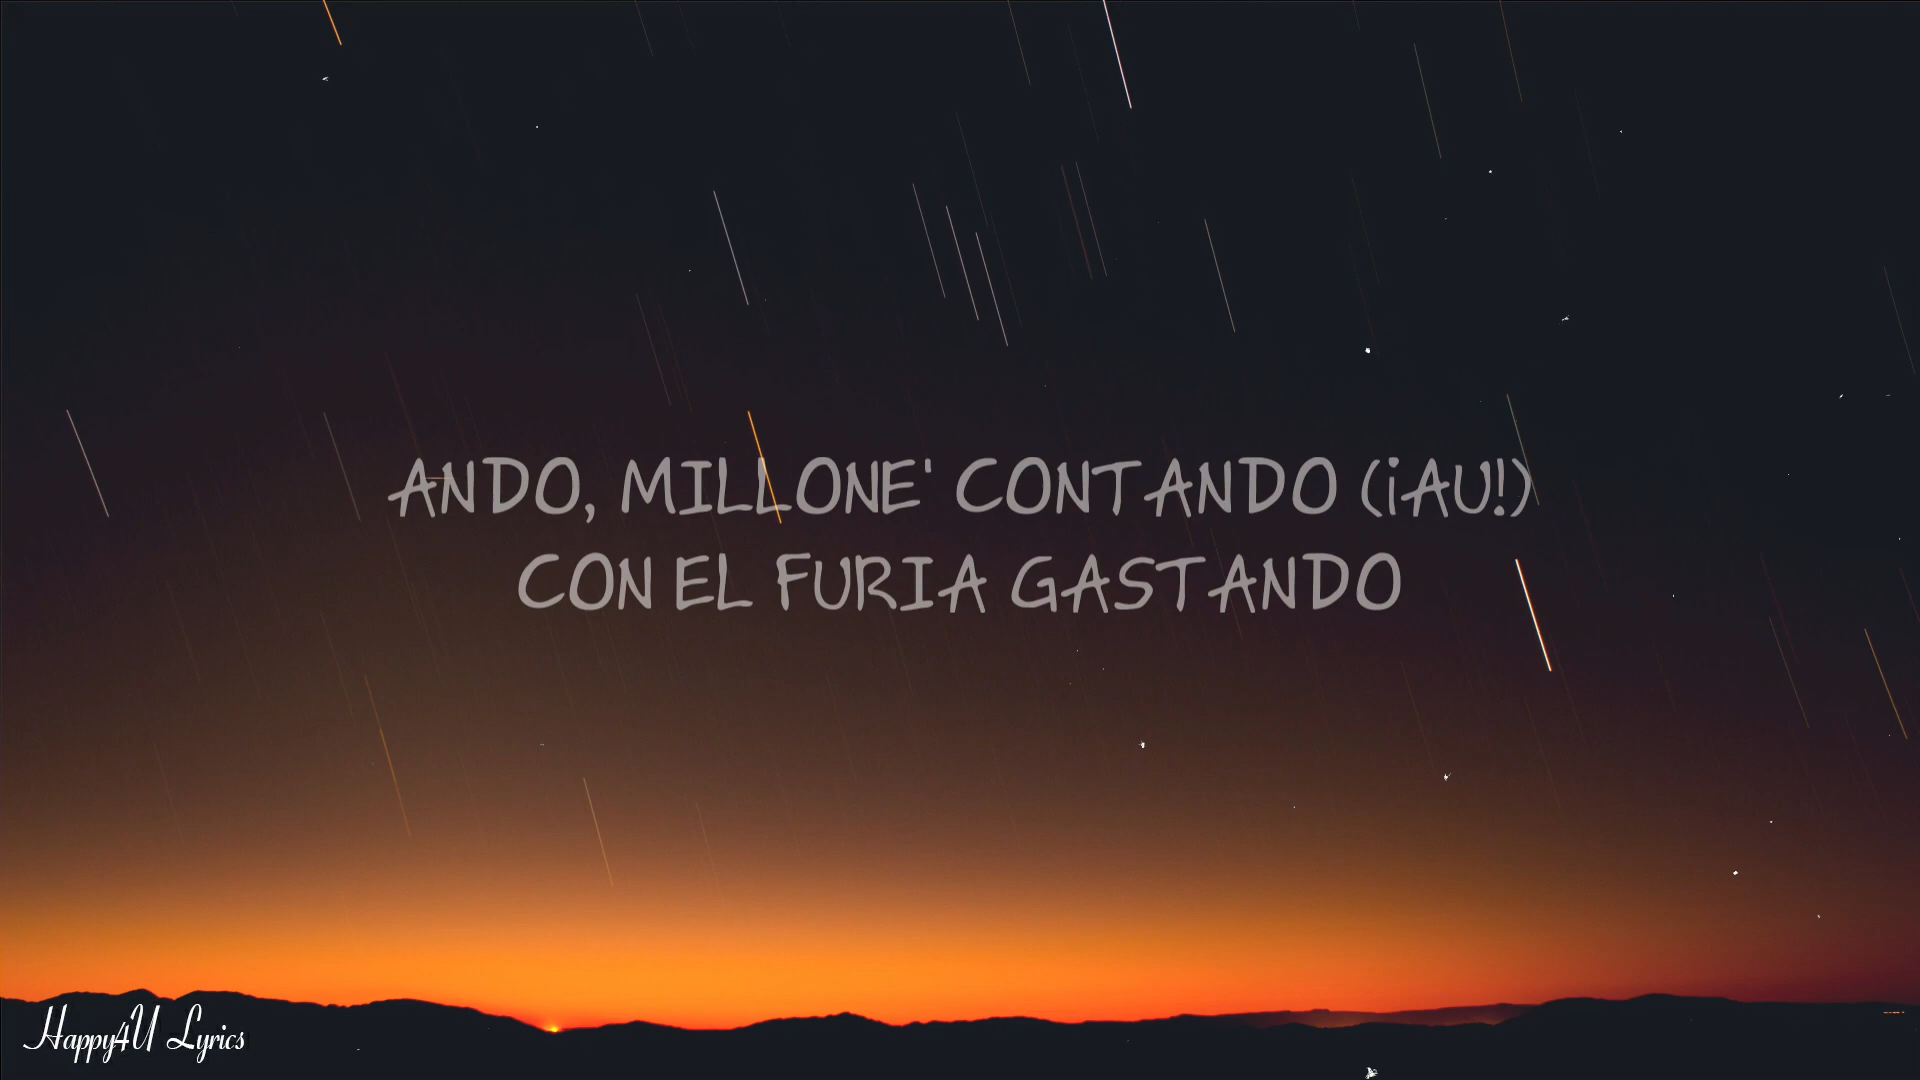 ANDO, MILLONE' CONTANDO (¡AU!)
CON EL FURIA GASTANDO
Happy4U Lyrics